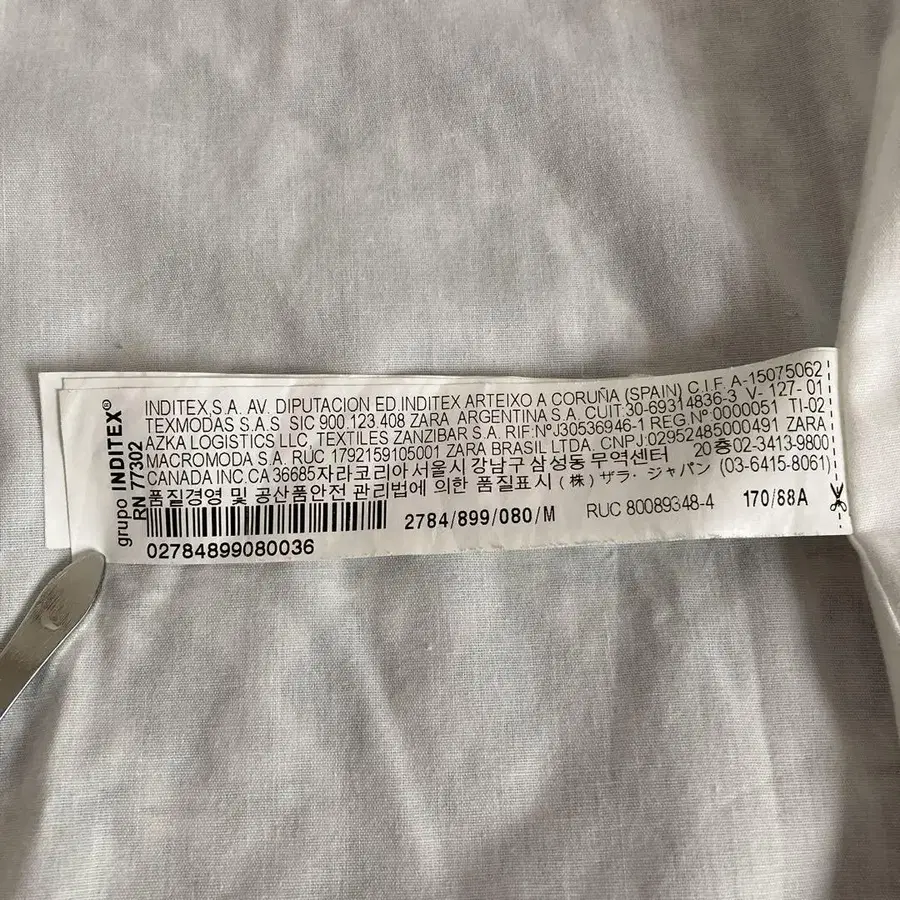 grupo INDITEX®
RN 77302
INDITEX,S.A. AV. DIPUTACION ED.INDITEX ARTEIXO A CORUÑA (SPAIN) C.I.F. A-15075062
TEXMODAS S.A.S SIC 900.123.408 ZARA ARGENTINA S.A. CUIT:30-69314836-3 V- 127- 01
AZKA LOGISTICS LLC, TEXTILES ZANZIBAR S.A. RIF:Nº J30536946-1 REG.Nº 0000051 TI-02
MACROMODA S.A. RUC 1792159105001 ZARA BRASIL LTDA. CNPJ:02952485000491 ZARA
CANADA INC.CA 36685자라코리아 서울시 강남구 삼성동 무역센터 20층02-3413-9800
품질경영 및 공산품안전 관리법에 의한 품질표시 (株) ザラ・ジャパン (03-6415-8061)
2784/899/080/M RUC 80089348-4 170/88A
02784899080036